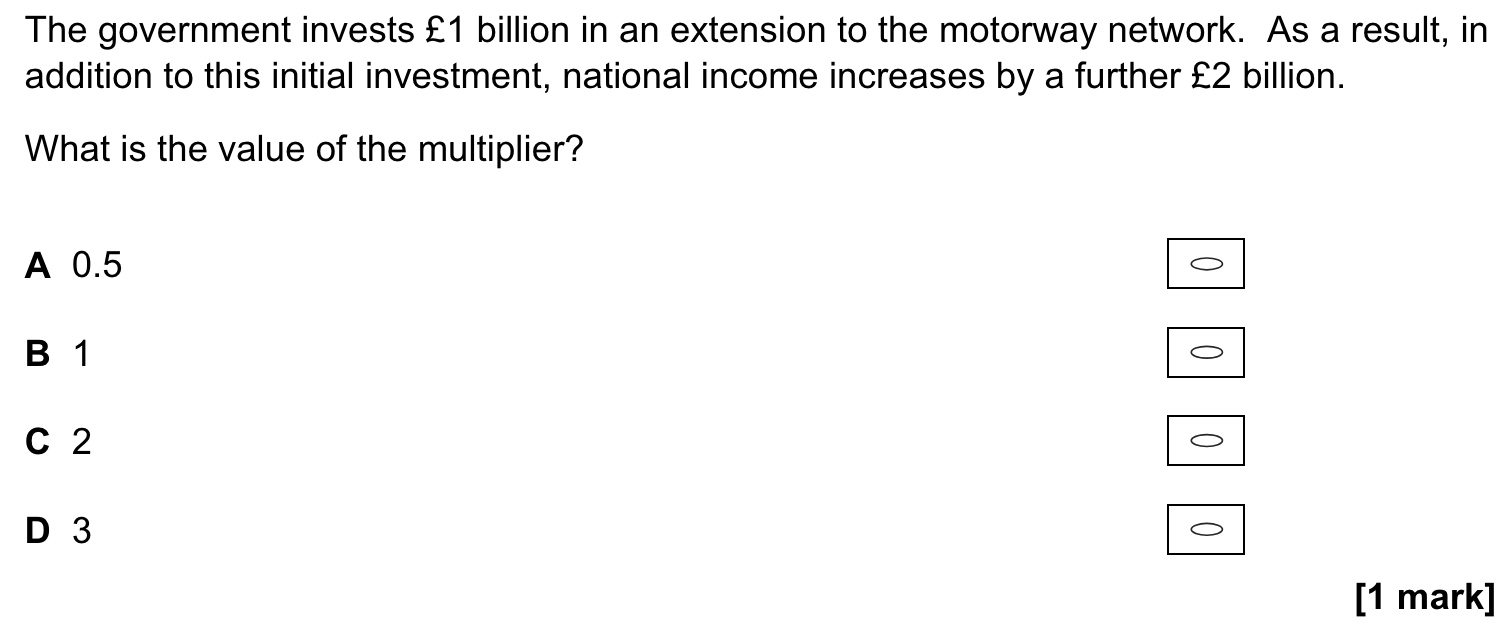 The government invests £1 billion in an extension to the motorway network.  As a result, in
addition to this initial investment, national income increases by a further £2 billion.
What is the value of the multiplier?
A 0.5
B 1
C 2
D 3
[1 mark]